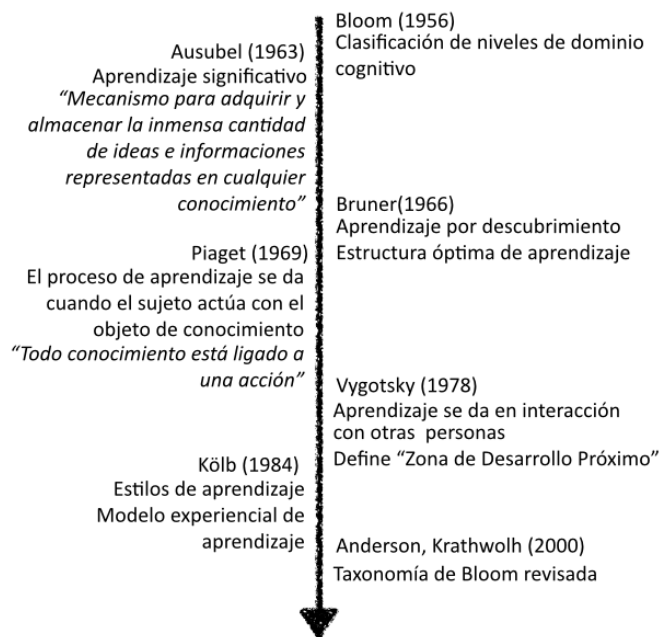 Bloom (1956)
Clasificación de niveles de dominio
cognitivo
Ausubel (1963)
Aprendizaje significativo
“Mecanismo para adquirir y
almacenar la inmensa cantidad
de ideas e informaciones
representadas en cualquier
conocimiento”
Bruner(1966)
Aprendizaje por descubrimiento
Estructura óptima de aprendizaje
Piaget (1969)
El proceso de aprendizaje se da
cuando el sujeto actúa con el
objeto de conocimiento
“Todo conocimiento está ligado a
una acción”
Vygotsky (1978)
Aprendizaje se da en interacción
con otras personas
Define “Zona de Desarrollo Próximo”
Kölb (1984)
Estilos de aprendizaje
Modelo experiencial de
aprendizaje
Anderson, Krathwolh (2000)
Taxonomía de Bloom revisada